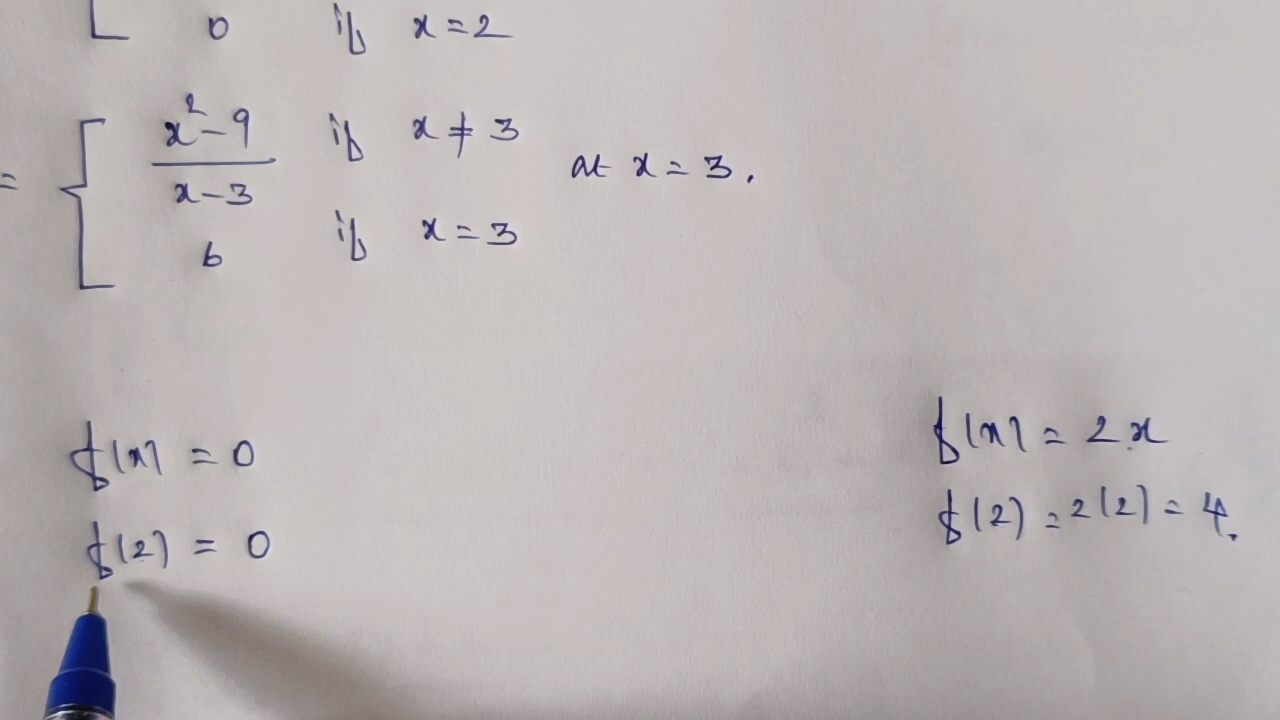 0 if x = 2
= { x² - 9 / x - 3 if x ≠ 3
6 if x = 3
at x = 3.
f(x) = 0
f(2) = 0
f(x) = 2x
f(2) = 2(2) = 4.